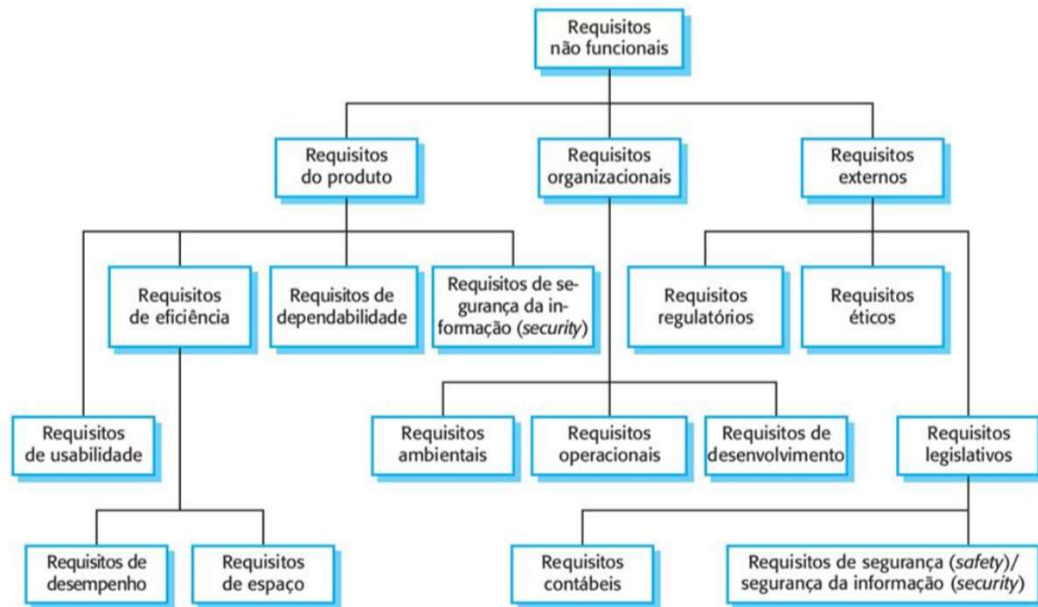 Requisitos
não funcionais
Requisitos
do produto
Requisitos
organizacionais
Requisitos
externos
Requisitos
de eficiência
Requisitos de
dependabilidade
Requisitos de se-
gurança da in-
formação (security)
Requisitos
regulatórios
Requisitos
éticos
Requisitos
de usabilidade
Requisitos
ambientais
Requisitos
operacionais
Requisitos de
desenvolvimento
Requisitos
legislativos
Requisitos de
desempenho
Requisitos
de espaço
Requisitos
contábeis
Requisitos de segurança (safety)/
segurança da informação (security)